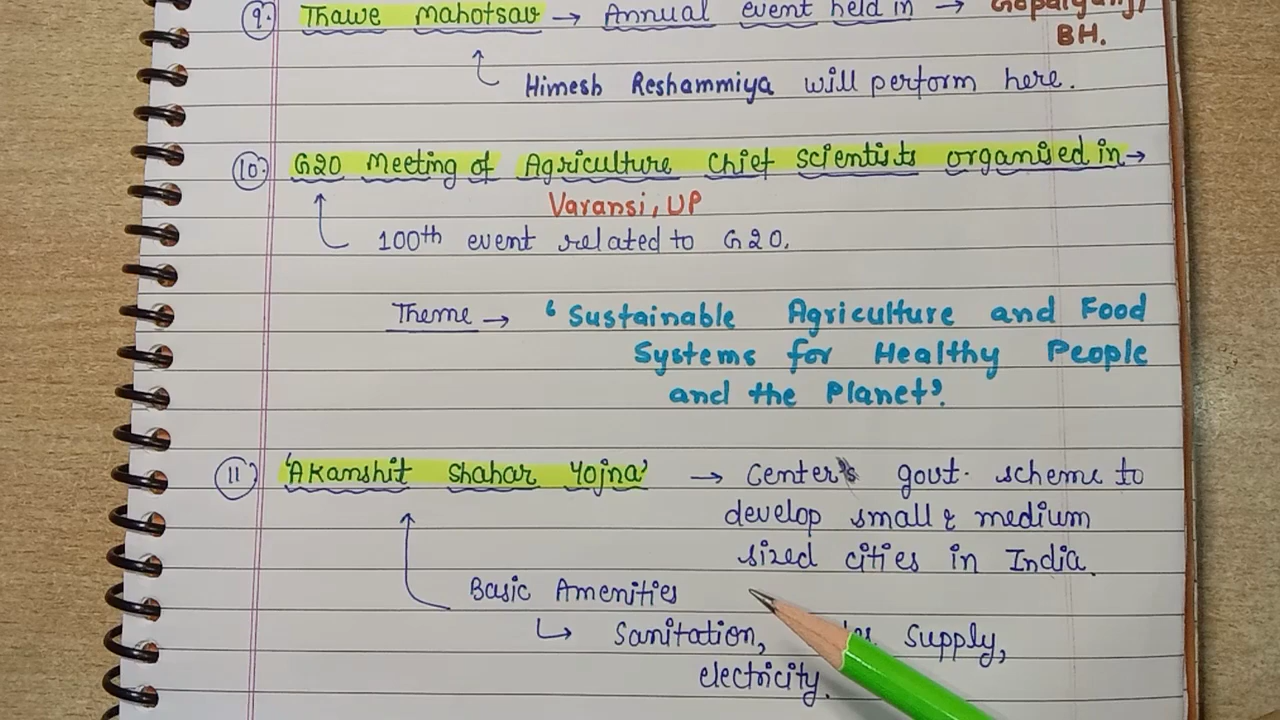 9. Thawe Mahotsav → Annual event held in → Gopalganj,
BH.
Himesh Reshammiya will perform here.
10. G20 Meeting of Agriculture Chief Scientists organised in →
Varansi, UP
100th event related to G20.
Theme → 'Sustainable Agriculture and Food
Systems for Healthy People
and the Planet'.
11. 'Akanshit Shahar Yojna' → Center's govt. scheme to
develop small & medium
sized cities in India.
Basic Amenities
↳ Sanitation, supply,
electricity.